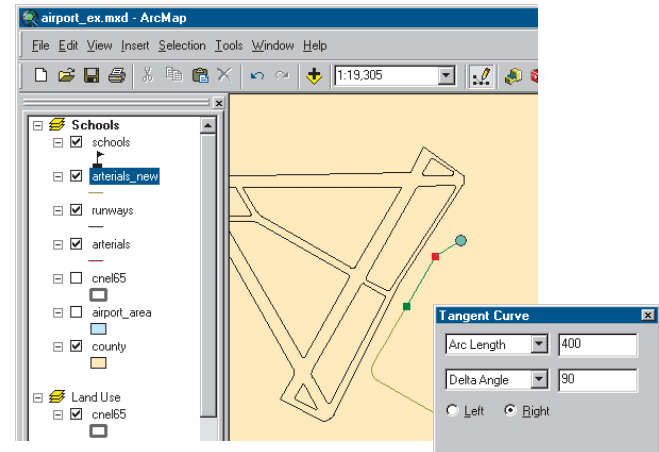 airport_ex.mxd - ArcMap
File Edit View Insert Selection Tools Window Help
1:19,305
Schools
schools
arterials_new
runways
arterials
cnel65
airport_area
county
Land Use
cnel65
Tangent Curve
Arc Length 400
Delta Angle 90
Left Right